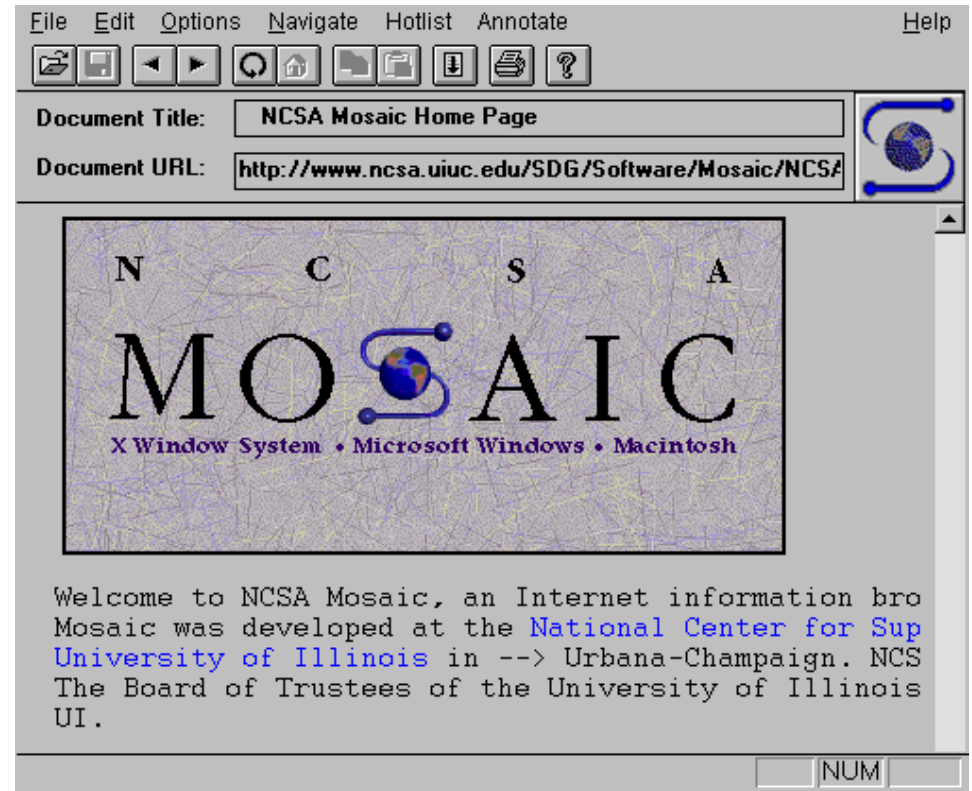 File Edit Options Navigate Hotlist Annotate Help
Document Title: NCSA Mosaic Home Page
Document URL: http://www.ncsa.uiuc.edu/SDG/Software/Mosaic/NCSA
N C S A
MOSAIC
X Window System • Microsoft Windows • Macintosh
Welcome to NCSA Mosaic, an Internet information bro
Mosaic was developed at the National Center for Sup
University of Illinois in --> Urbana-Champaign. NCS
The Board of Trustees of the University of Illinois
UI.
NUM